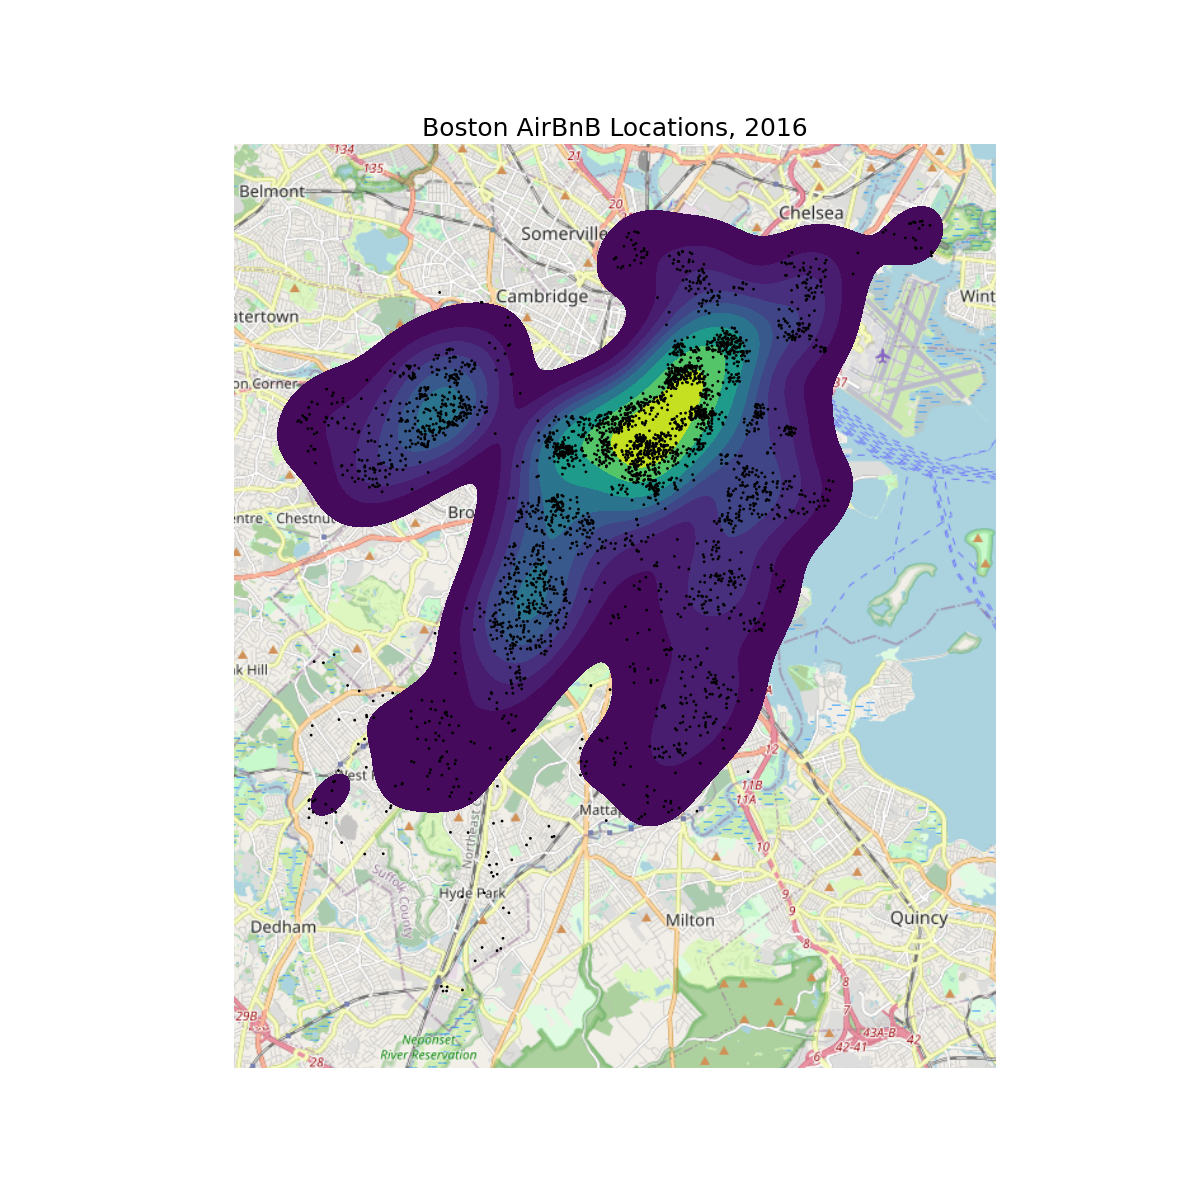 Boston AirBnB Locations, 2016
134
135
21
Belmont
20
Chelsea
Somerville
Cambridge
Wint
atertown
on Corner
37
Bro
entre
Chestnu
k Hill
A
12
West R
11B
11A
Matta
Northeast C
10
Suffolk County
Hyde Park
9
9
Dedham
Milton
Quincy
8
8
7
29B
43A-B
42
42-41
Neponset
River Reservation
28
6